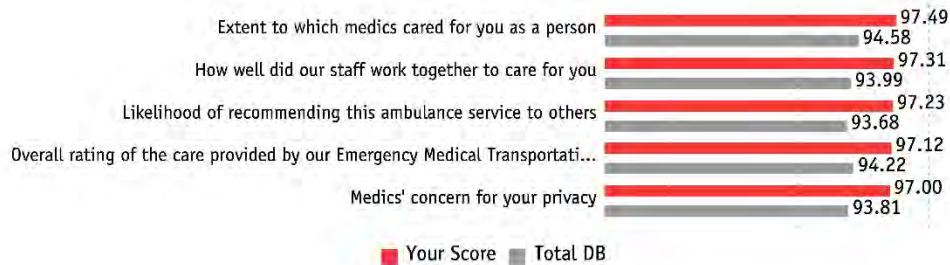 Extent to which medics cared for you as a person
97.49
94.58
How well did our staff work together to care for you
97.31
93.99
Likelihood of recommending this ambulance service to others
97.23
93.68
Overall rating of the care provided by our Emergency Medical Transportati...
97.12
94.22
Medics' concern for your privacy
97.00
93.81
Your Score Total DB